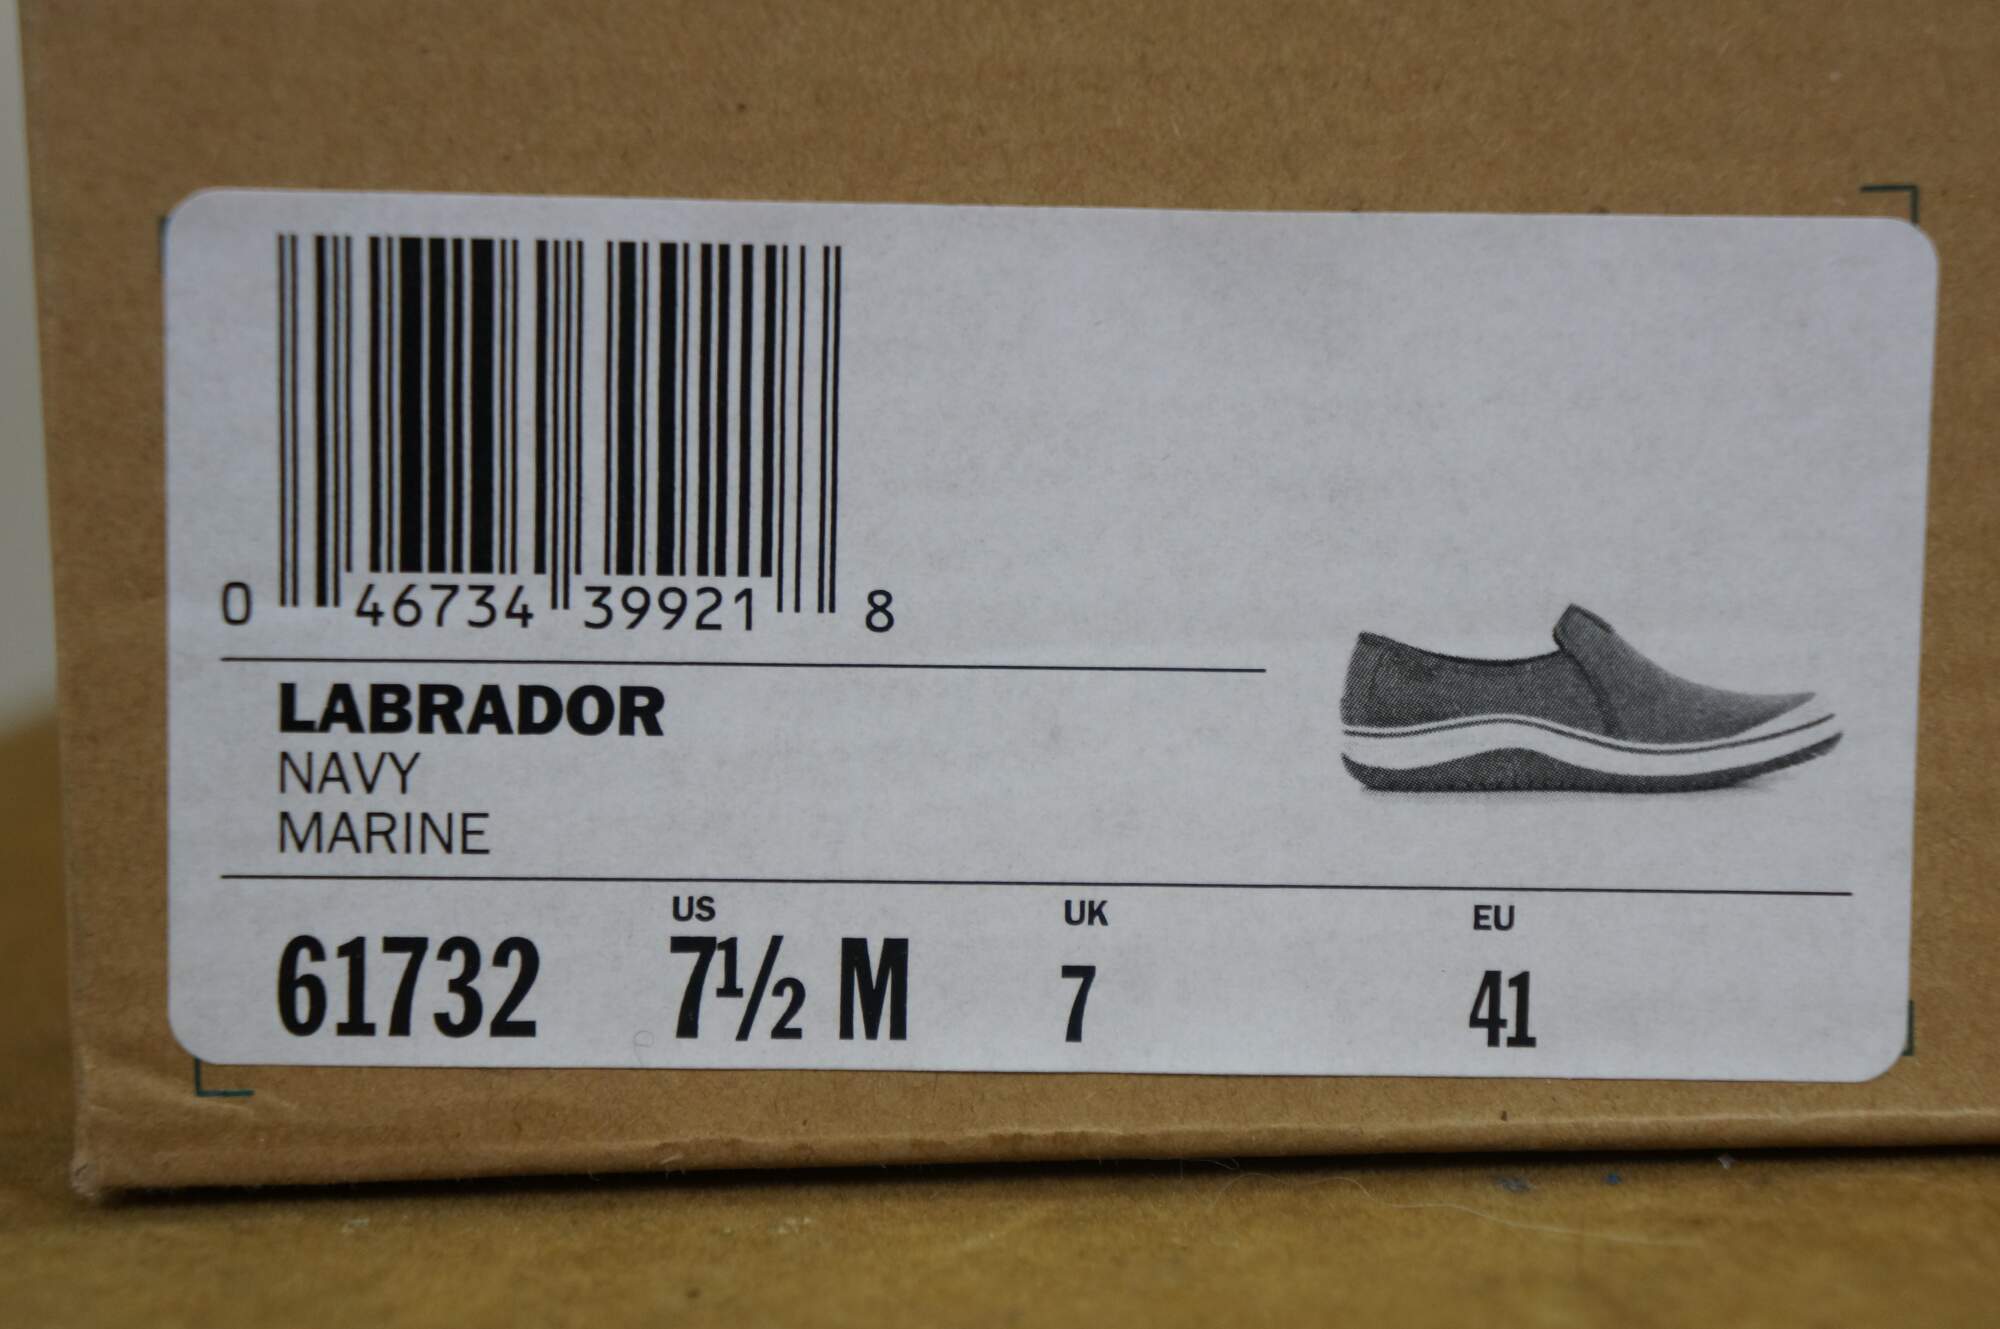 0 46734 39921 8
LABRADOR
NAVY
MARINE
US UK EU
61732 7½ M 7 41